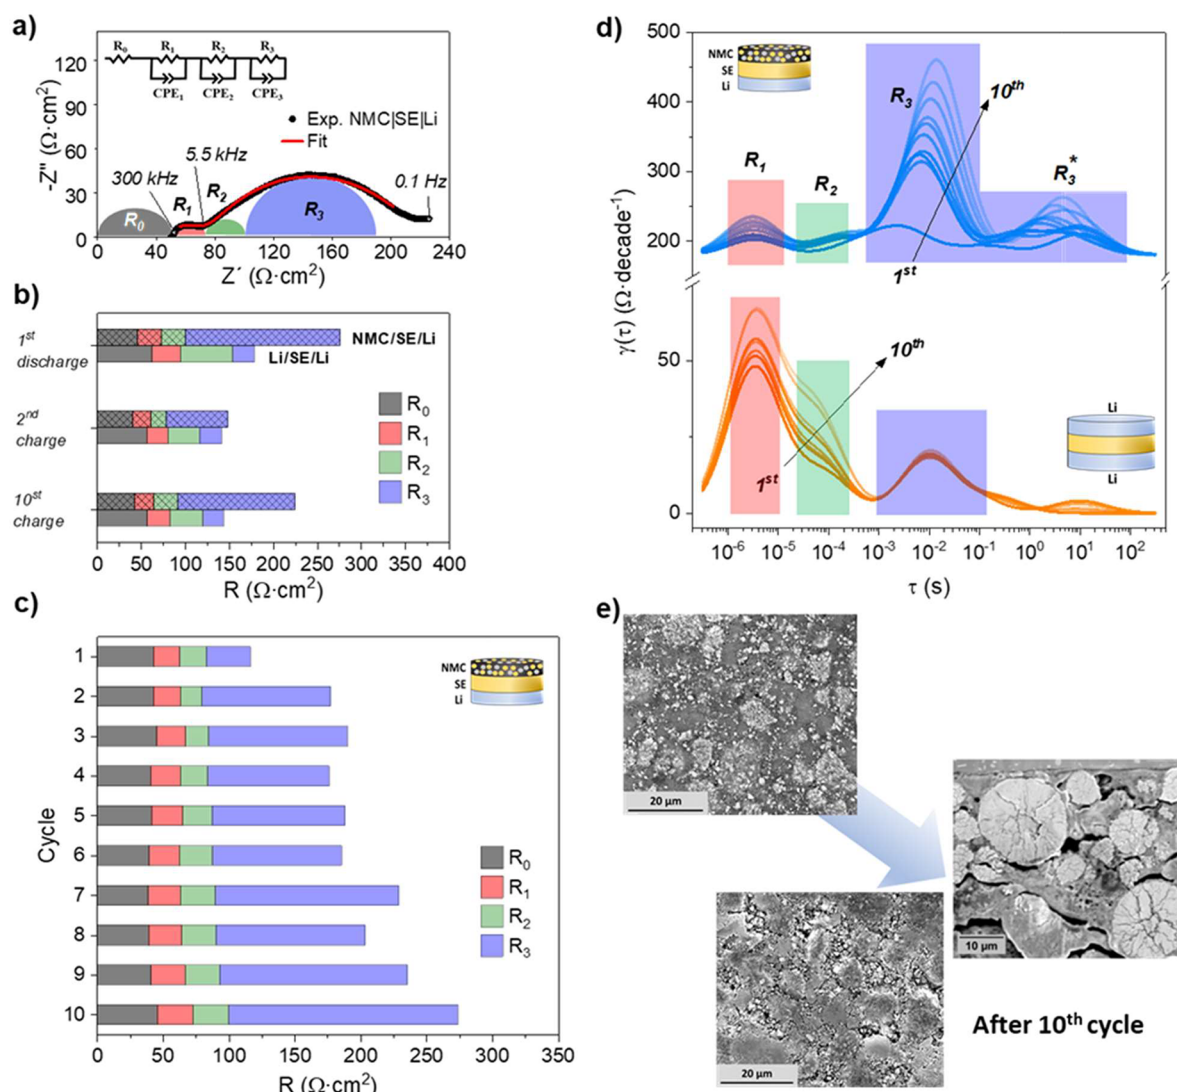 a)
R₀ R₁ R₂ R₃
CPE₁ CPE₂ CPE₃
-Z" (Ω·cm²)
120
90
60
30
0
Exp. NMC|SE|Li
Fit
300 kHz
5.5 kHz
0.1 Hz
R₀
R₁
R₂
R₃
0 40 80 120 160 200 240
Z´ (Ω·cm²)
b)
1ˢᵗ
discharge
NMC/SE/Li
Li/SE/Li
2ⁿᵈ
charge
10ˢᵗ
charge
R₀
R₁
R₂
R₃
0 50 100 150 200 250 300 350 400
R (Ω·cm²)
c)
Cycle
1
2
3
4
5
6
7
8
9
10
NMC
SE
Li
R₀
R₁
R₂
R₃
0 50 100 150 200 250 300 350
R (Ω·cm²)
d)
γ(τ) (Ω·decade⁻¹)
500
400
300
200
50
0
NMC
SE
Li
R₁
R₂
R₃
10ᵗʰ
R₃*
1ˢᵗ
10ᵗʰ
1ˢᵗ
Li
SE
Li
10⁻⁶ 10⁻⁵ 10⁻⁴ 10⁻³ 10⁻² 10⁻¹ 10⁰ 10¹ 10²
τ (s)
e)
20 µm
10 µm
20 µm
After 10ᵗʰ cycle